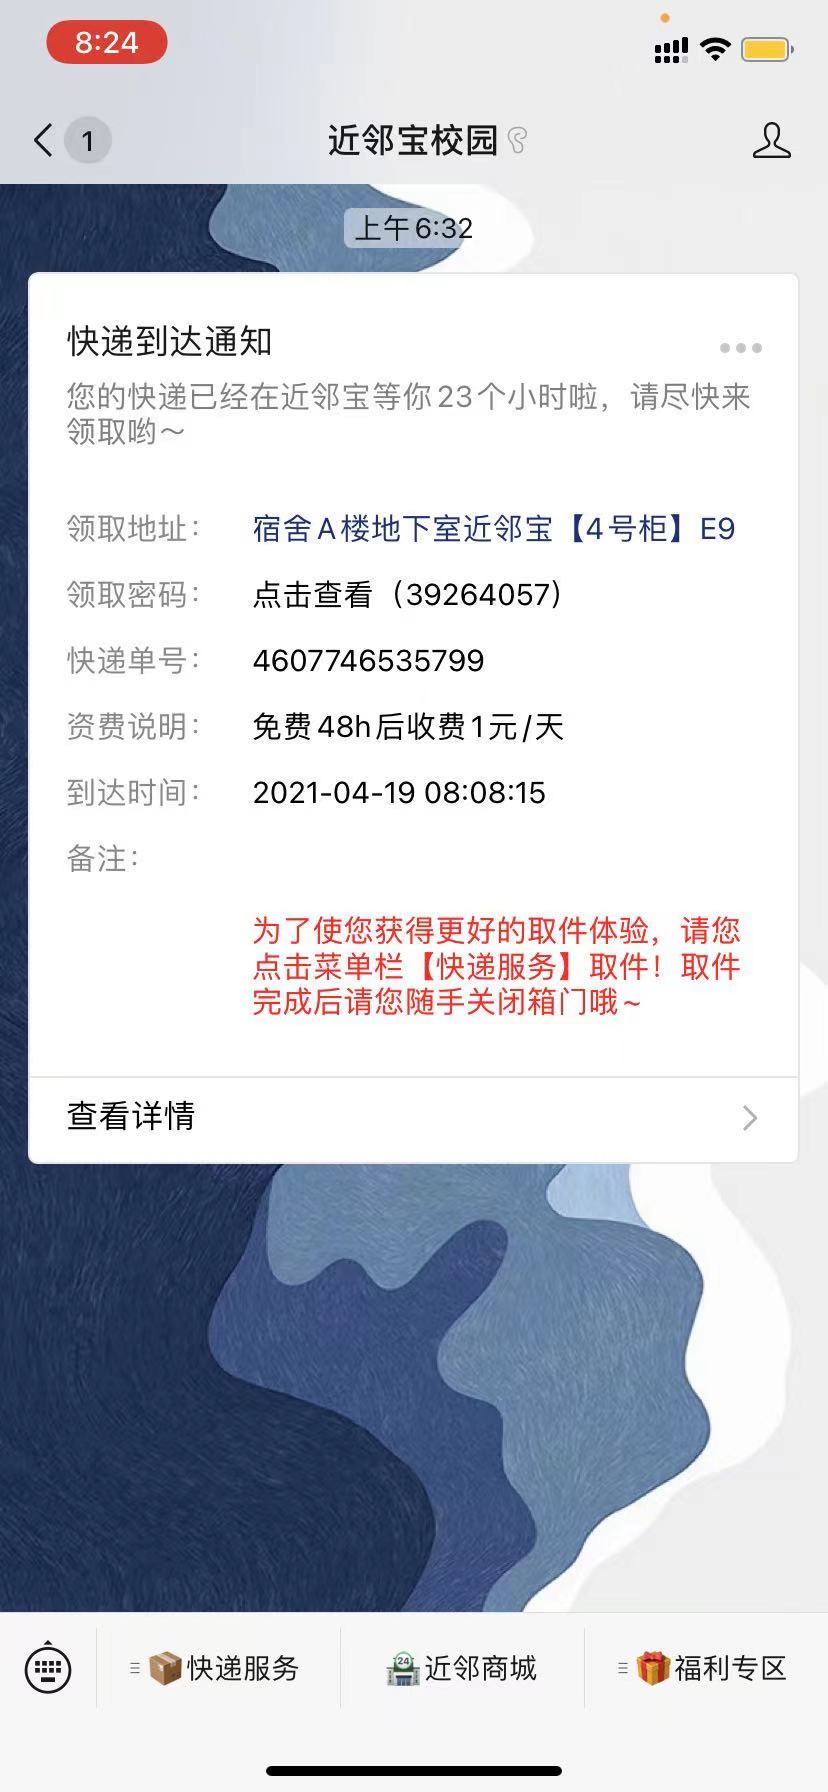 8:24
1
近邻宝校园
上午6:32
快递到达通知
您的快递已经在近邻宝等你23个小时啦，请尽快来
领取哟～
领取地址： 宿舍A楼地下室近邻宝【4号柜】E9
领取密码： 点击查看（39264057）
快递单号： 4607746535799
资费说明： 免费48h后收费1元/天
到达时间： 2021-04-19 08:08:15
备注：
为了使您获得更好的取件体验，请您
点击菜单栏【快递服务】取件！取件
完成后请您随手关闭箱门哦~
查看详情
快递服务
24
近邻商城
福利专区